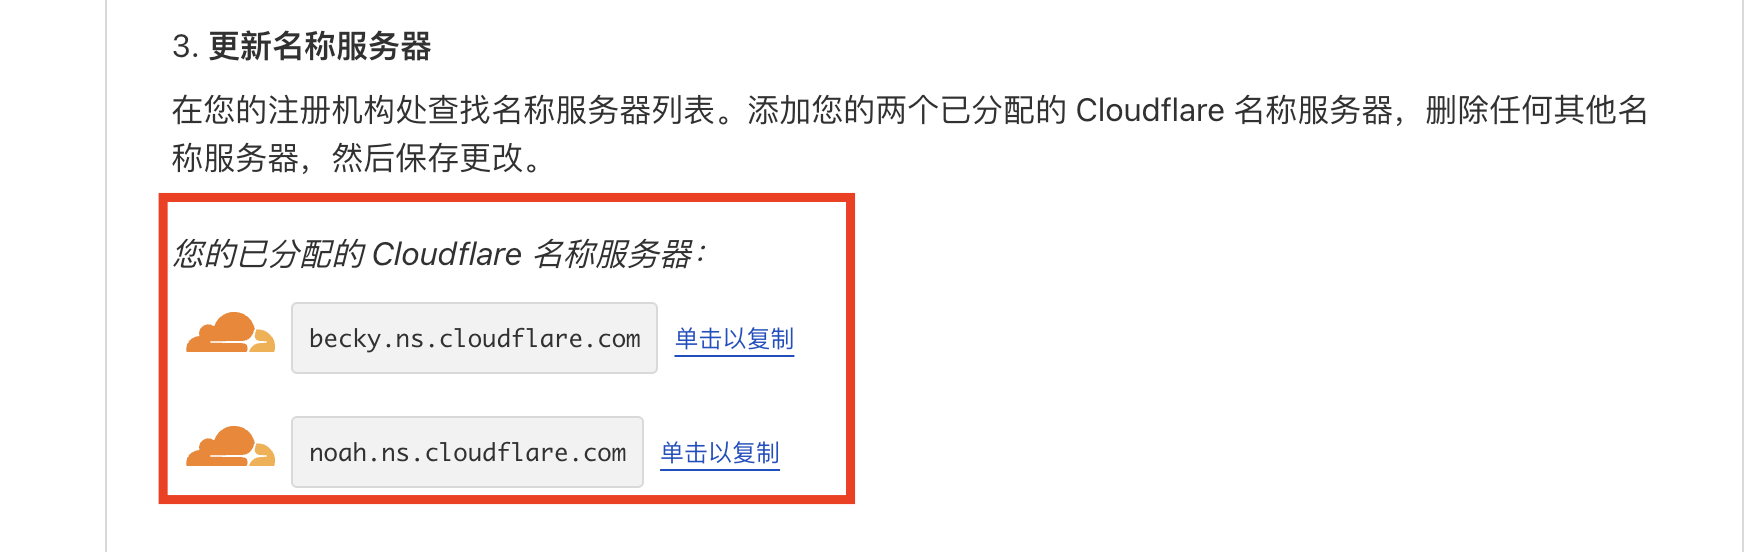 3. 更新名称服务器
在您的注册机构处查找名称服务器列表。添加您的两个已分配的 Cloudflare 名称服务器，删除任何其他名
称服务器，然后保存更改。
您的已分配的 Cloudflare 名称服务器：
becky.ns.cloudflare.com 单击以复制
noah.ns.cloudflare.com 单击以复制